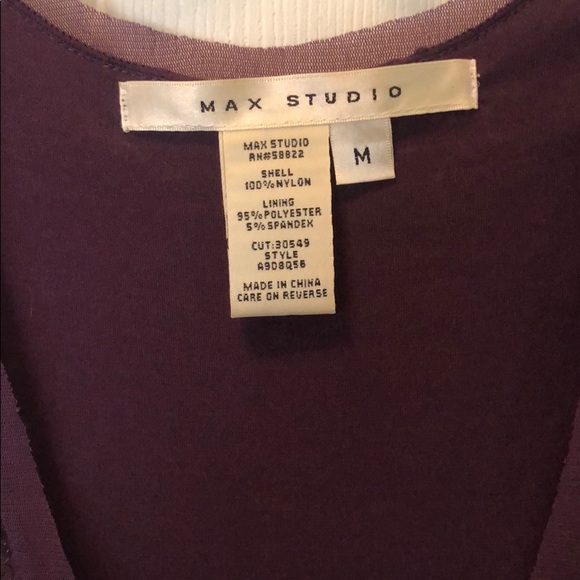 MAX STUDIO
M
MAX STUDIO
RN#58822
SHELL
100%NYLON
LINING
95%POLYESTER
5%SPANDEX
CUT:30549
STYLE
A9D8Q56
MADE IN CHINA
CARE ON REVERSE